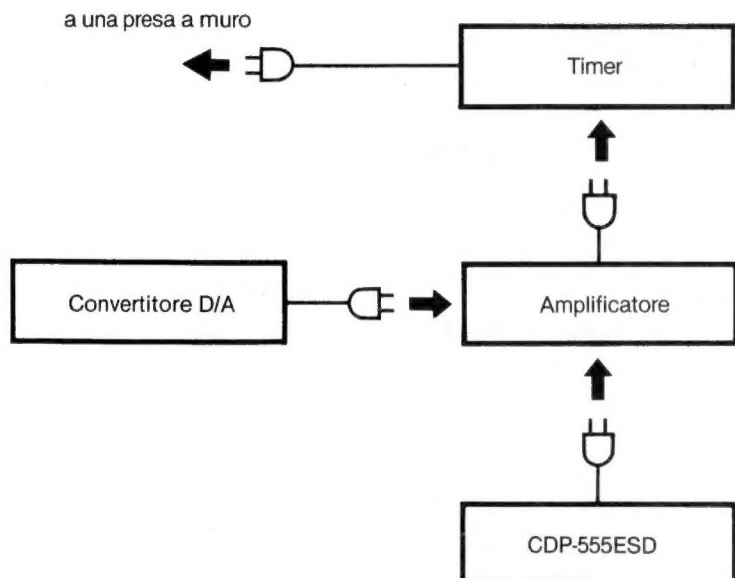 a una presa a muro
Timer
Convertitore D/A
Amplificatore
CDP-555ESD